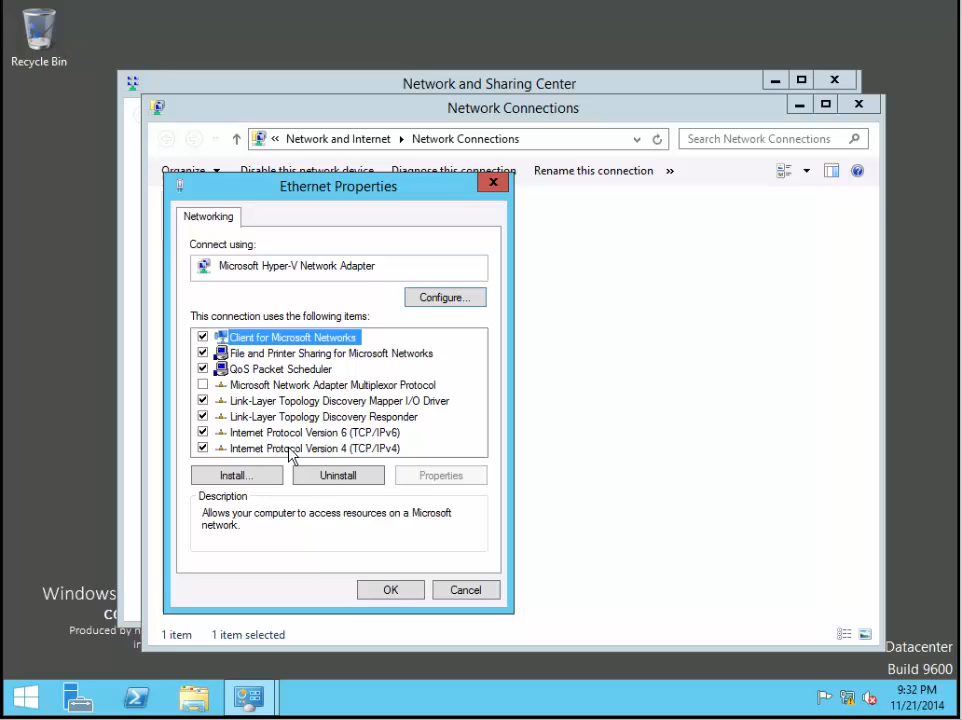 Recycle Bin
Network and Sharing Center
Network Connections
« Network and Internet Network Connections
Search Network Connections
Organize Disable this network device Diagnose this connection Rename this connection »
Ethernet Properties
Networking
Connect using:
Microsoft Hyper-V Network Adapter
Configure...
This connection uses the following items:
Client for Microsoft Networks
File and Printer Sharing for Microsoft Networks
QoS Packet Scheduler
Microsoft Network Adapter Multiplexor Protocol
Link-Layer Topology Discovery Mapper I/O Driver
Link-Layer Topology Discovery Responder
Internet Protocol Version 6 (TCP/IPv6)
Internet Protocol Version 4 (TCP/IPv4)
Install... Uninstall Properties
Description
Allows your computer to access resources on a Microsoft
network.
OK Cancel
Windows
Produced by
1 item 1 item selected
Datacenter
Build 9600
9:32 PM
11/21/2014